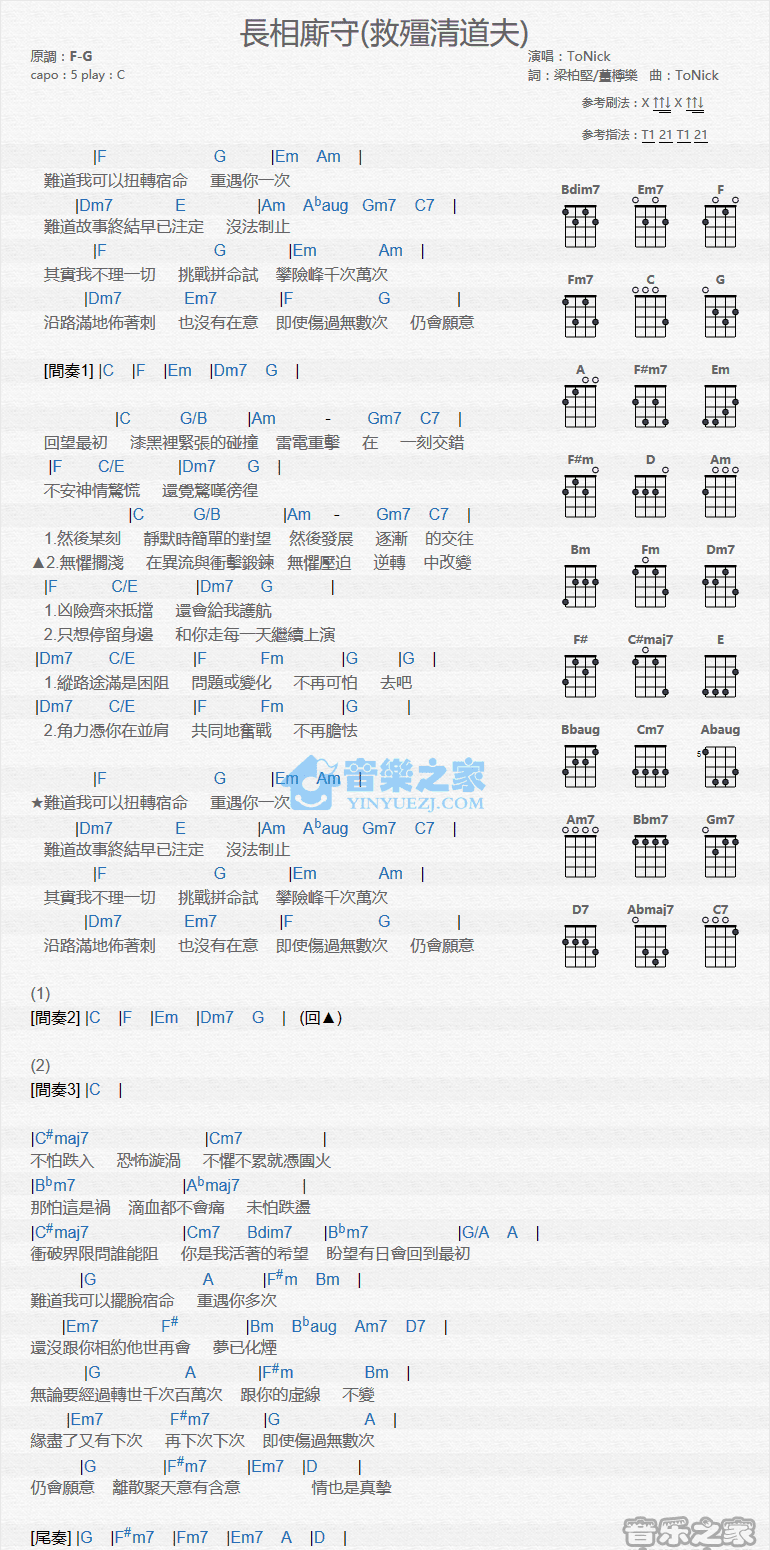 長相廝守(救殭清道夫)
原調：F-G
capo：5 play：C
演唱：ToNick
詞：梁柏堅/薑檸樂　曲：ToNick
參考刷法：X ↑↑↓ X ↑↑↓
參考指法：T1 21 T1 21
|F G |Em Am |
難道我可以扭轉宿命　重遇你一次
|Dm7 E |Am Abaug Gm7 C7 |
難道故事終結早已注定　沒法制止
|F G |Em Am |
其實我不理一切　挑戰拼命試　攀險峰千次萬次
|Dm7 Em7 |F G |
沿路滿地佈著刺　也沒有在意　即使傷過無數次　仍會願意
[間奏1] |C |F |Em |Dm7 G |
|C G/B |Am - Gm7 C7 |
回望最初　漆黑裡緊張的碰撞　雷電重擊　在　一刻交錯
|F C/E |Dm7 G |
不安神情驚慌　還覺驚嘆徬徨
|C G/B |Am - Gm7 C7 |
1.然後某刻　靜默時簡單的對望　然後發展　逐漸　的交往
▲2.無懼擱淺　在異流與衝擊鍛鍊　無懼壓迫　逆轉　中改變
|F C/E |Dm7 G |
1.凶險齊來抵擋　還會給我護航
2.只想停留身邊　和你走每一天繼續上演
|Dm7 C/E |F Fm |G |G |
1.縱路途滿是困阻　問題或變化　不再可怕　去吧
|Dm7 C/E |F Fm |G |
2.角力憑你在並肩　共同地奮戰　不再膽怯
|F G |Em Am |
★難道我可以扭轉宿命　重遇你一次
|Dm7 E |Am Abaug Gm7 C7 |
難道故事終結早已注定　沒法制止
|F G |Em Am |
其實我不理一切　挑戰拼命試　攀險峰千次萬次
|Dm7 Em7 |F G |
沿路滿地佈著刺　也沒有在意　即使傷過無數次　仍會願意
(1)
[間奏2] |C |F |Em |Dm7 G | (回▲)
(2)
[間奏3] |C |
|C#maj7 |Cm7 |
不怕跌入　恐怖漩渦　不懼不累就憑團火
|Bbm7 |Abmaj7 |
那怕這是禍　滴血都不會痛　未怕跌盪
|C#maj7 |Cm7 Bdim7 |Bbm7 |G/A A |
衝破界限問誰能阻　你是我活著的希望　盼望有日會回到最初
|G A |F#m Bm |
難道我可以擺脫宿命　重遇你多次
|Em7 F# |Bm Bbaug Am7 D7 |
還沒跟你相約他世再會　夢已化煙
|G A |F#m Bm |
無論要經過轉世千次百萬次　跟你的虛線　不變
|Em7 F#m7 |G A |
緣盡了又有下次　再下次下次　即使傷過無數次
|G |F#m7 |Em7 |D |
仍會願意　離散聚天意有含意　情也是真摯
[尾奏] |G |F#m7 |Fm7 |Em7 A |D |
Bdim7 Em7 F
Fm7 C G
A F#m7 Em
F#m D Am
Bm Fm Dm7
F# C#maj7 E
Bbaug Cm7 Abaug
5
Am7 Bbm7 Gm7
D7 Abmaj7 C7
音樂之家
YINYUEZJ.COM
音乐之家